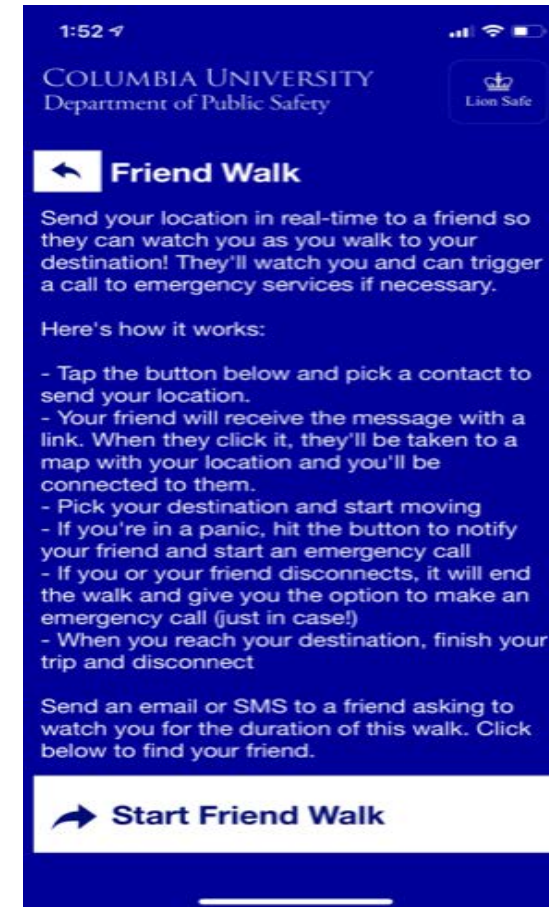 1:52
COLUMBIA UNIVERSITY
Department of Public Safety
Lion Safe
Friend Walk
Send your location in real-time to a friend so
they can watch you as you walk to your
destination! They'll watch you and can trigger
a call to emergency services if necessary.
Here's how it works:
- Tap the button below and pick a contact to
send your location.
- Your friend will receive the message with a
link. When they click it, they'll be taken to a
map with your location and you'll be
connected to them.
- Pick your destination and start moving
- If you're in a panic, hit the button to notify
your friend and start an emergency call
- If you or your friend disconnects, it will end
the walk and give you the option to make an
emergency call (just in case!)
- When you reach your destination, finish your
trip and disconnect
Send an email or SMS to a friend asking to
watch you for the duration of this walk. Click
below to find your friend.
Start Friend Walk